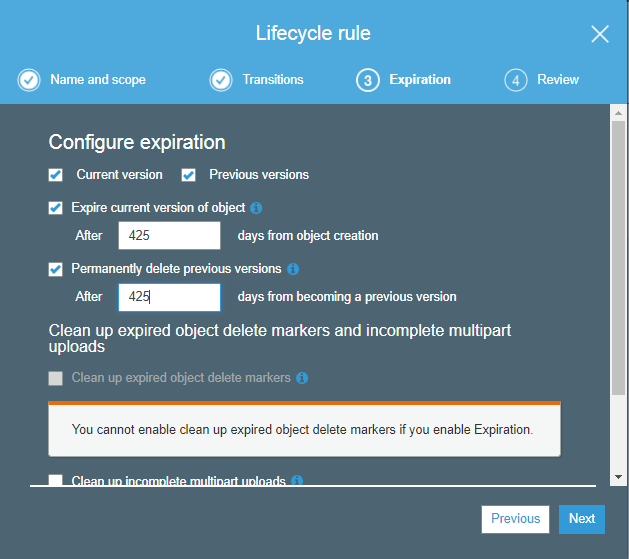 Lifecycle rule
Name and scope
Transitions
3 Expiration
4 Review
Configure expiration
Current version
Previous versions
Expire current version of object
After 425 days from object creation
Permanently delete previous versions
After 425 days from becoming a previous version
Clean up expired object delete markers and incomplete multipart
uploads
Clean up expired object delete markers
You cannot enable clean up expired object delete markers if you enable Expiration.
Clean up incomplete multipart uploads
Previous
Next